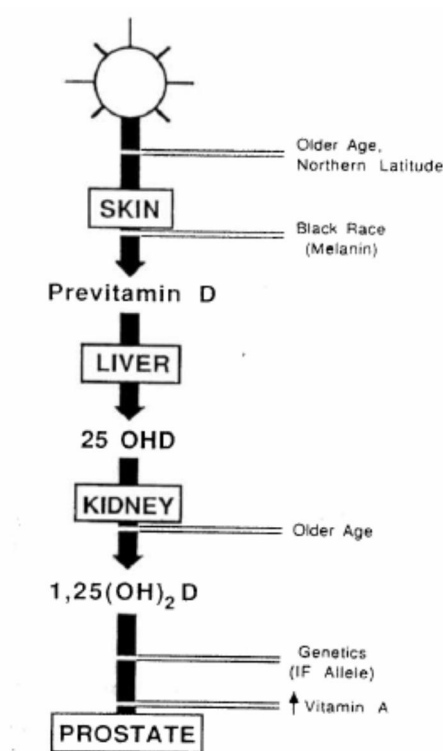 Older Age,
Northern Latitude
SKIN
Black Race
(Melanin)
Previtamin D
LIVER
25 OHD
KIDNEY
Older Age
1,25(OH)₂ D
Genetics
(IF Allele)
↑ Vitamin A
PROSTATE